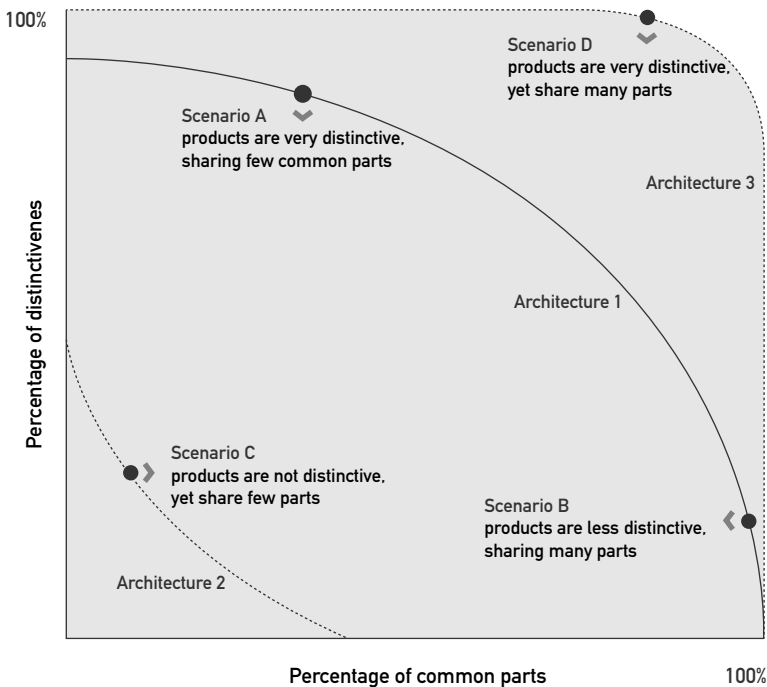 100%
Scenario D
products are very distinctive,
yet share many parts
Scenario A
products are very distinctive,
sharing few common parts
Architecture 3
Architecture 1
Percentage of distinctivenes
Scenario C
products are not distinctive,
yet share few parts
Scenario B
products are less distinctive,
sharing many parts
Architecture 2
Percentage of common parts
100%